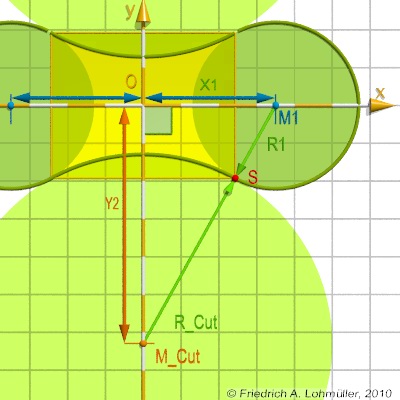 y
O
X1
x
M1
R1
S
Y2
R_Cut
M_Cut
© Friedrich A. Lohmüller, 2010